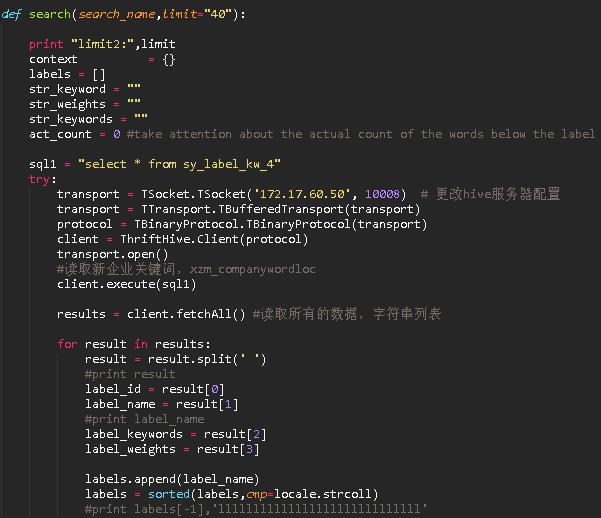 def search(search_name,limit="40"):
print "limit2:",limit
context = {}
labels = []
str_keyword = ""
str_weights = ""
str_keywords = ""
act_count = 0 #take attention about the actual count of the words below the label
sql1 = "select * from sy_label_kw_4"
try:
transport = TSocket.TSocket('172.17.60.50', 10008) # 更改hive服务器配置
transport = TTransport.TBufferedTransport(transport)
protocol = TBinaryProtocol.TBinaryProtocol(transport)
client = ThriftHive.Client(protocol)
transport.open()
#读取新企业关键词，xzm_companywordloc
client.execute(sql1)
results = client.fetchAll() #读取所有的数据，字符串列表
for result in results:
result = result.split(' ')
#print result
label_id = result[0]
label_name = result[1]
#print label_name
label_keywords = result[2]
label_weights = result[3]
labels.append(label_name)
labels = sorted(labels,cmp=locale.strcoll)
#print labels[-1],'lllllllllllllllllllllllllllll'